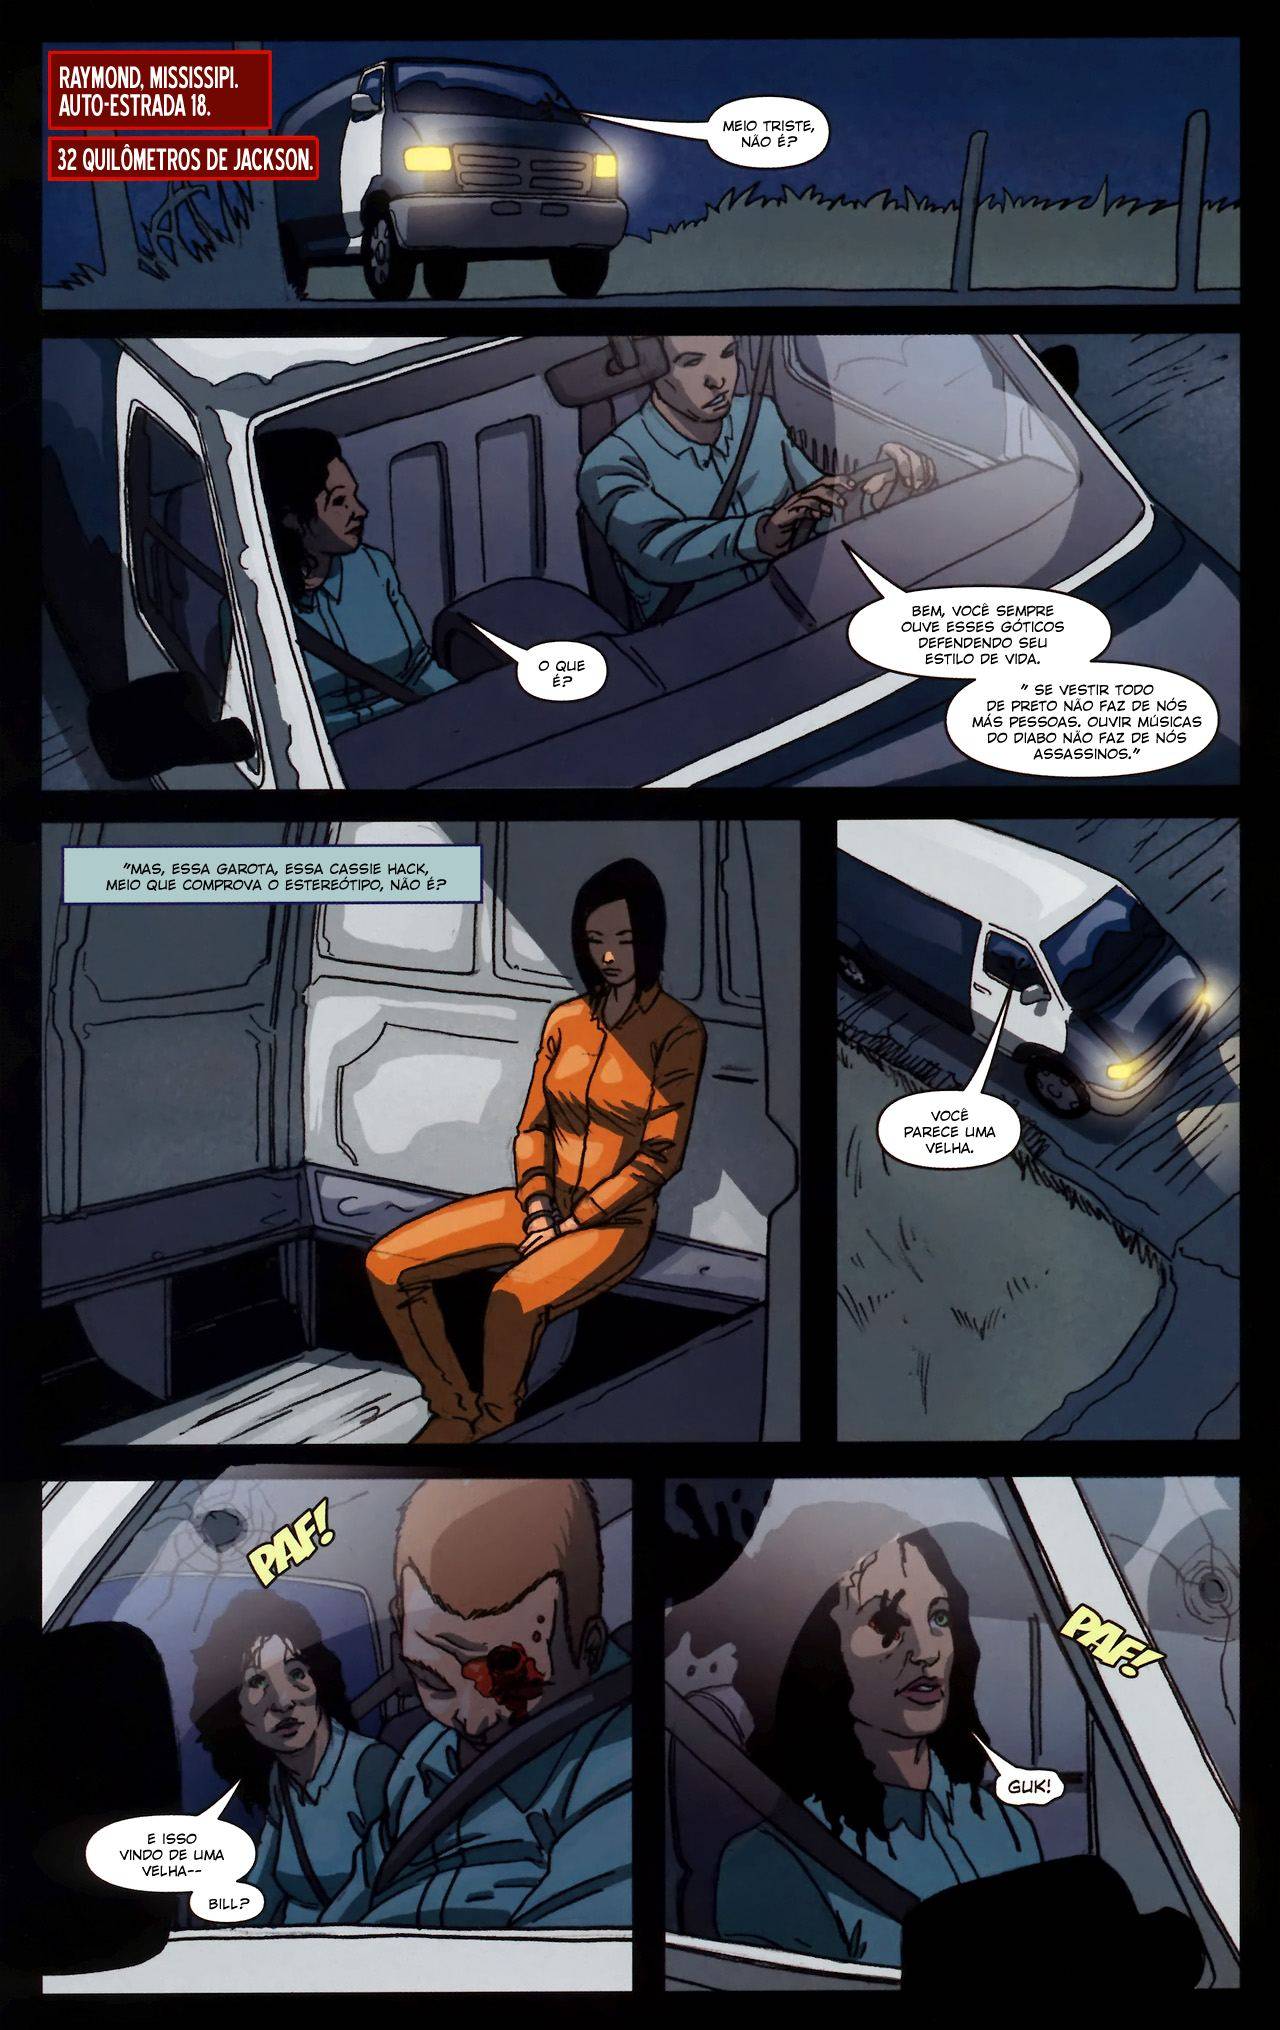 RAYMOND, MISSISSIPI.
AUTO-ESTRADA 18.
32 QUILÔMETROS DE JACKSON.
MEIO TRISTE,
NÃO É?
O QUE
É?
BEM, VOCÊ SEMPRE
OUVE ESSES GÓTICOS
DEFENDENDO SEU
ESTILO DE VIDA.
" SE VESTIR TODO
DE PRETO NÃO FAZ DE NÓS
MÁS PESSOAS. OUVIR MÚSICAS
DO DIABO NÃO FAZ DE NÓS
ASSASSINOS."
"MAS, ESSA GAROTA, ESSA CASSIE HACK,
MEIO QUE COMPROVA O ESTEREÓTIPO, NÃO É?
VOCÊ
PARECE UMA
VELHA.
PAF!
E ISSO
VINDO DE UMA
VELHA--
BILL?
PAF!
GUK!